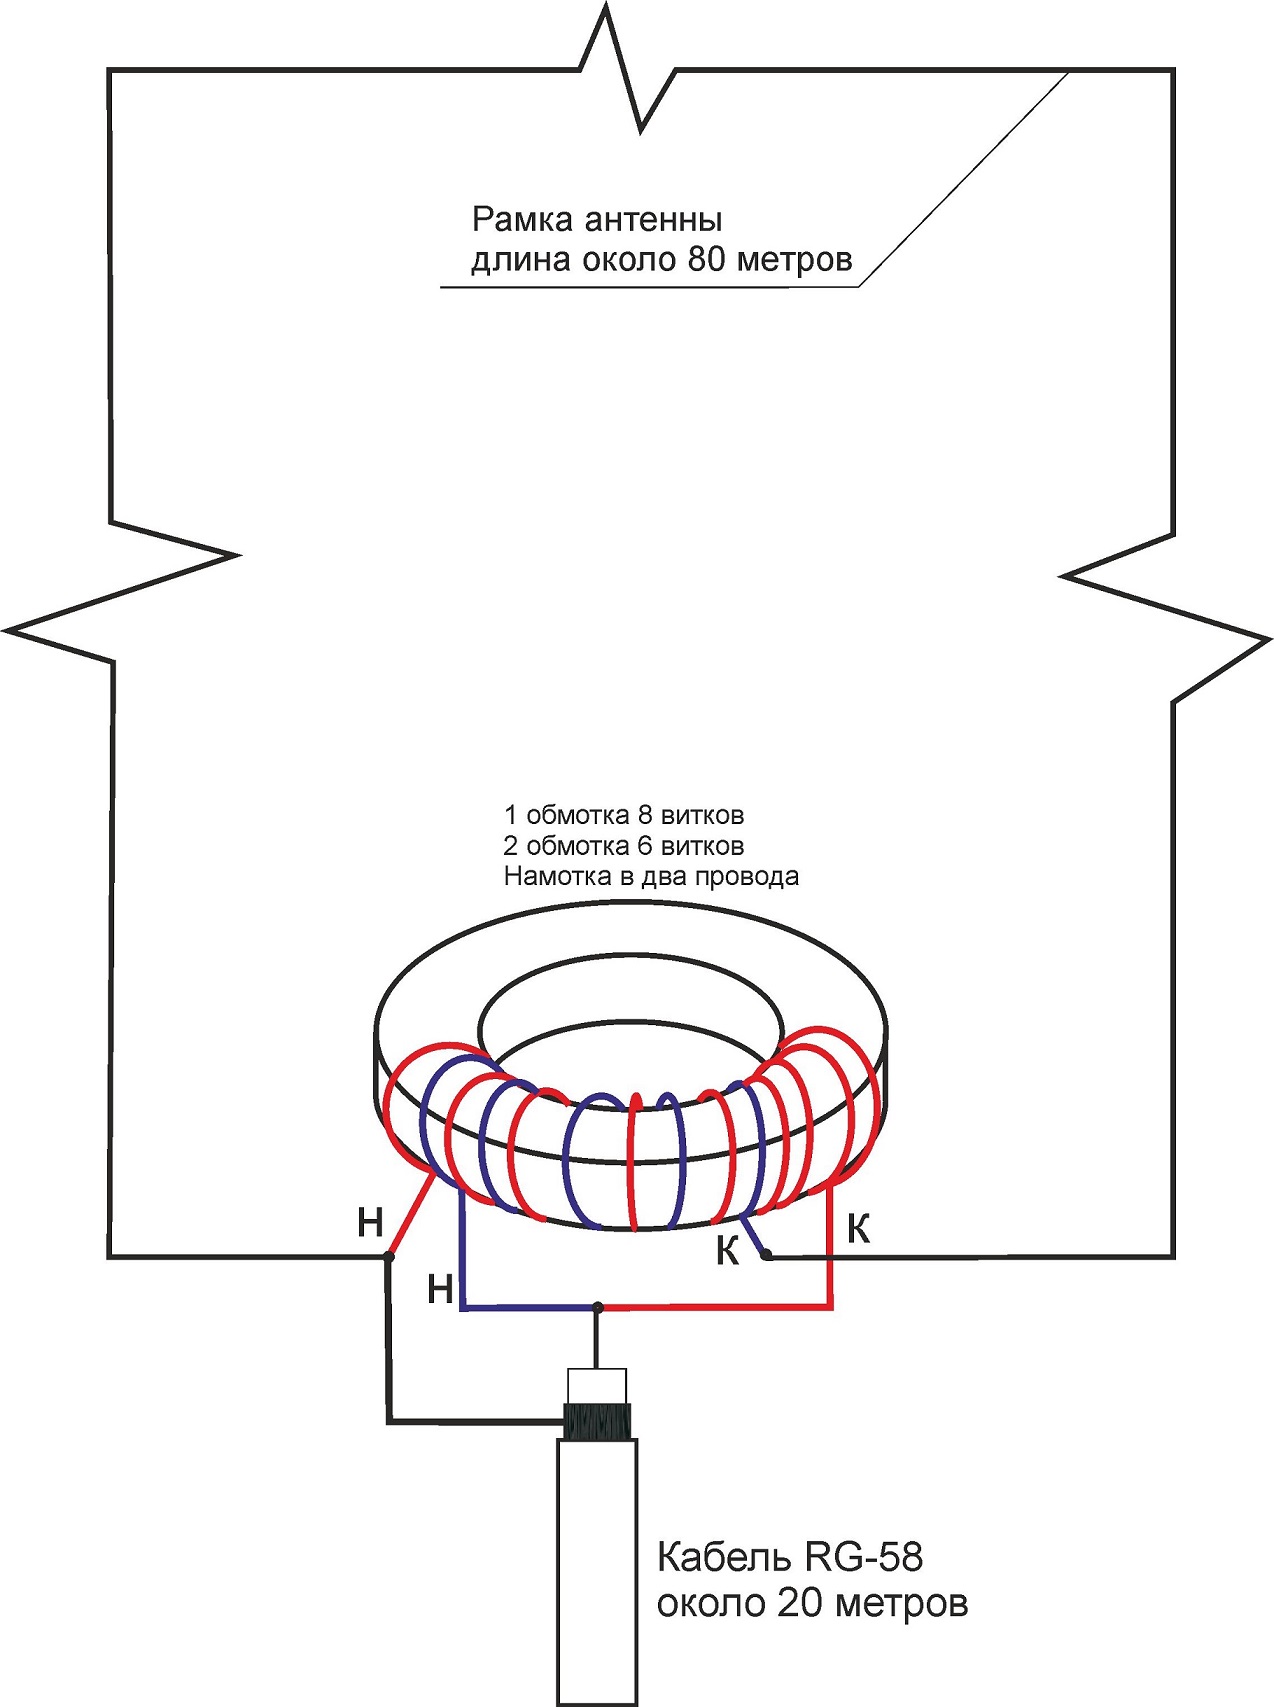 Рамка антенны
длина около 80 метров
1 обмотка 8 витков
2 обмотка 6 витков
Намотка в два провода
Н
К
К
Н
Кабель RG-58
около 20 метров